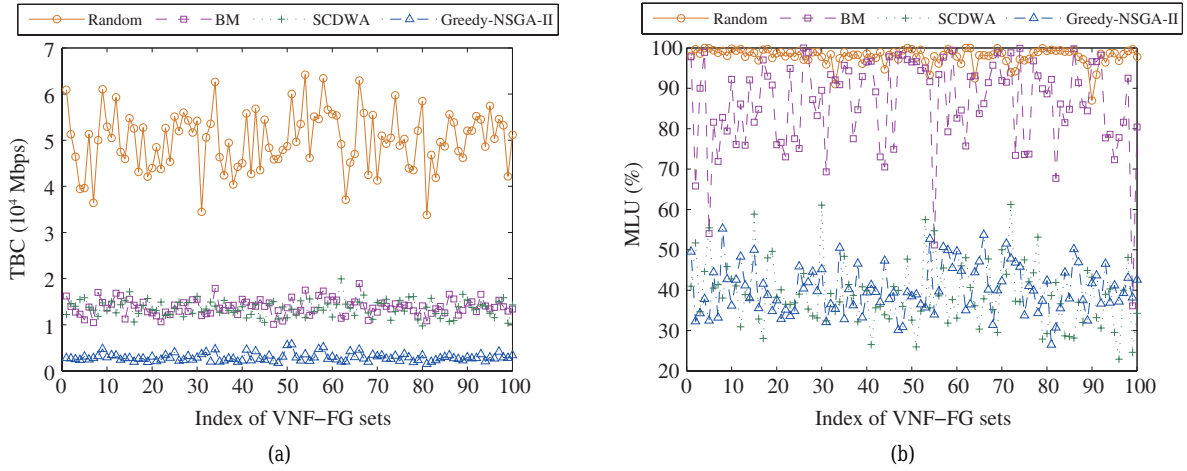 Random BM SCDWA Greedy-NSGA-II
7
6
5
4
3
2
1
0
TBC (10⁴ Mbps)
0 10 20 30 40 50 60 70 80 90 100
Index of VNF−FG sets
(a)
Random BM SCDWA Greedy-NSGA-II
100
90
80
70
60
50
40
30
20
MLU (%)
0 10 20 30 40 50 60 70 80 90 100
Index of VNF−FG sets
(b)